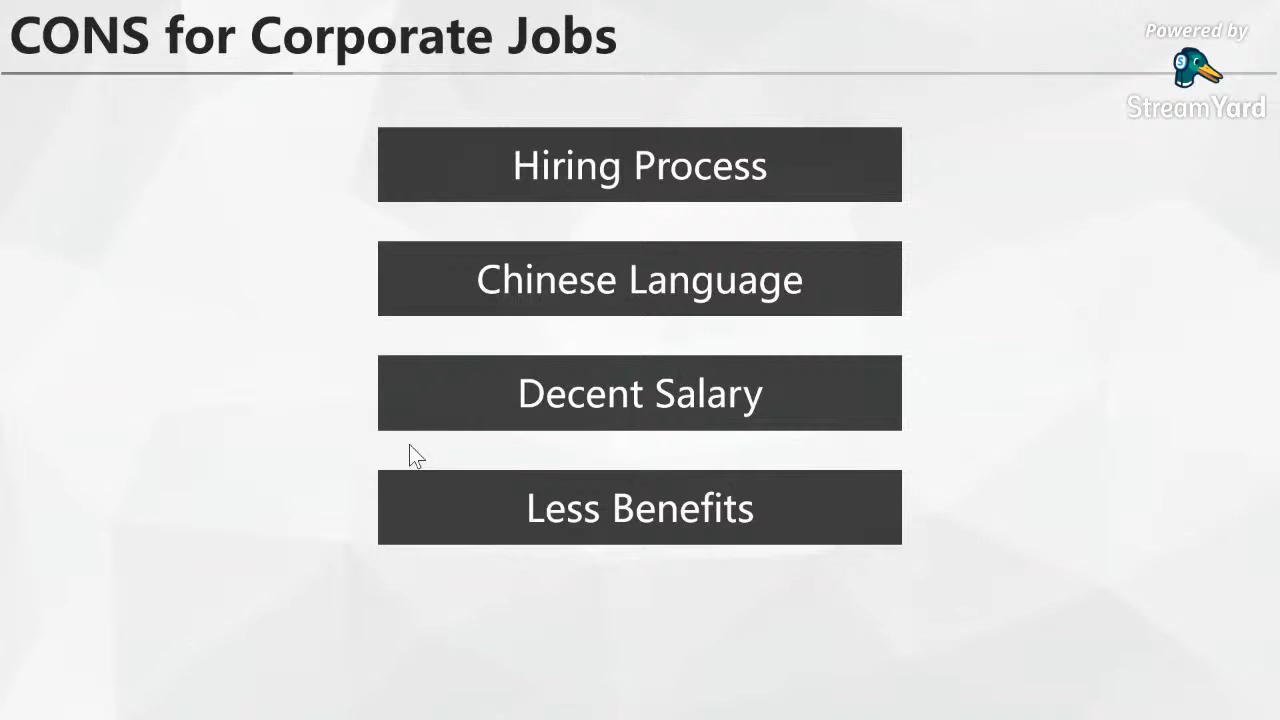 CONS for Corporate Jobs
Powered by
S
StreamYard
Hiring Process
Chinese Language
Decent Salary
Less Benefits